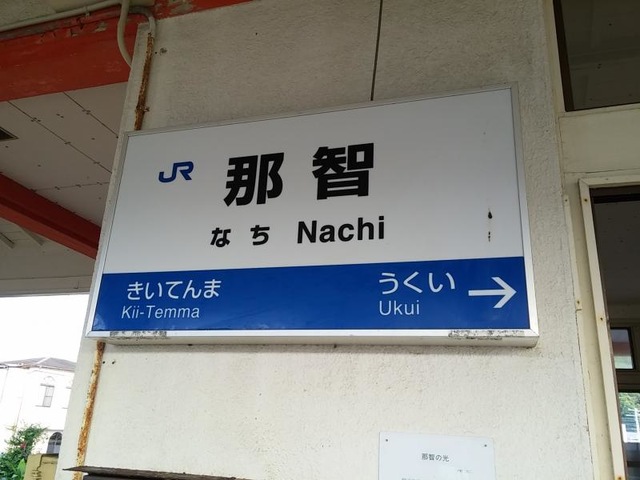 JR 那智
なち Nachi
きいてんま うくい →
Kii-Temma Ukui
那智の光